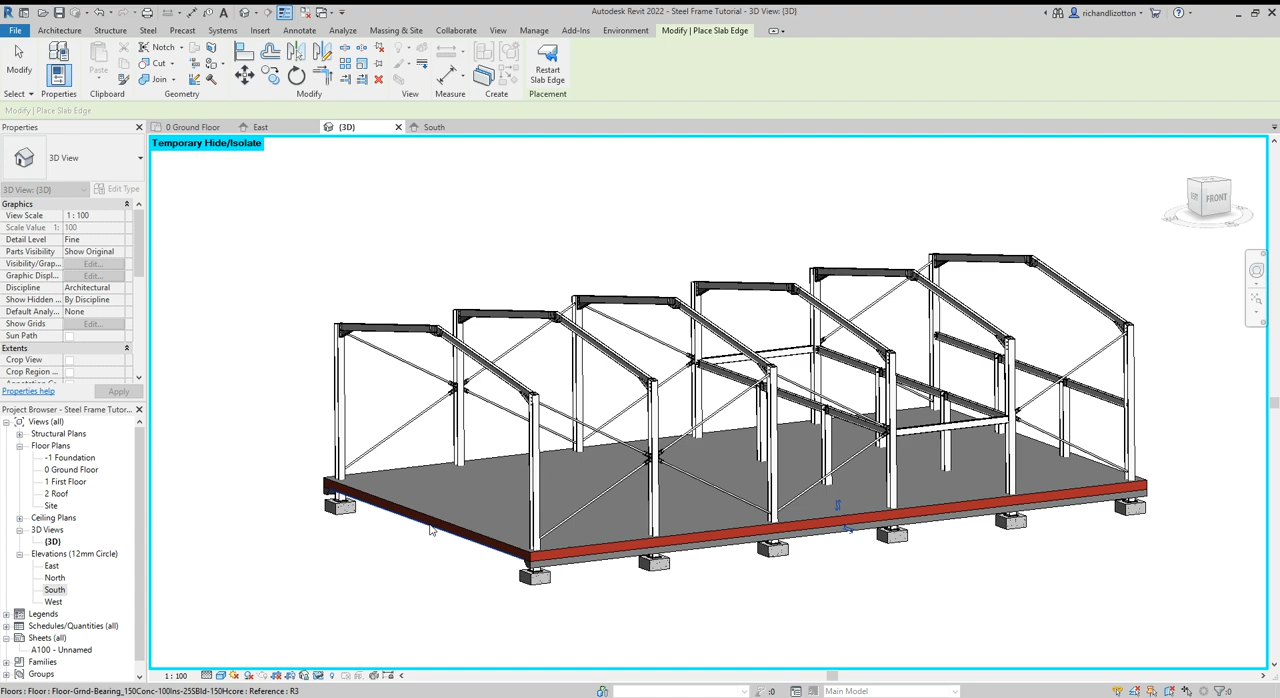 Autodesk Revit 2022 - Steel Frame Tutorial - 3D View: {3D}
richandlizotton
File Architecture Structure Steel Precast Systems Insert Annotate Analyze Massing & Site Collaborate View Manage Add-Ins Environment Modify | Place Slab Edge
Modify
Paste
Notch
Cut
Join
Restart
Slab Edge
Select Properties Clipboard Geometry Modify View Measure Create Placement
Modify | Place Slab Edge
Properties
0 Ground Floor
East
{3D}
South
Temporary Hide/Isolate
3D View
3D View: {3D}
Edit Type
Graphics
View Scale 1 : 100
Scale Value 1: 100
Detail Level Fine
Parts Visibility Show Original
Visibility/Grap... Edit...
Graphic Displ... Edit...
Discipline Architectural
Show Hidden ... By Discipline
Default Analy... None
Show Grids Edit...
Sun Path
Extents
Crop View
Crop Region ...
Properties help
Apply
Project Browser - Steel Frame Tutor...
Views (all)
Structural Plans
Floor Plans
-1 Foundation
0 Ground Floor
1 First Floor
2 Roof
Site
Ceiling Plans
3D Views
{3D}
Elevations (12mm Circle)
East
North
South
West
Legends
Schedules/Quantities (all)
Sheets (all)
A100 - Unnamed
Families
Groups
FRONT
1 : 100
Floors : Floor : Floor-Grnd-Bearing_150Conc-100Ins-25SBld-150Hcore : Reference : R3
:0
Main Model
:0